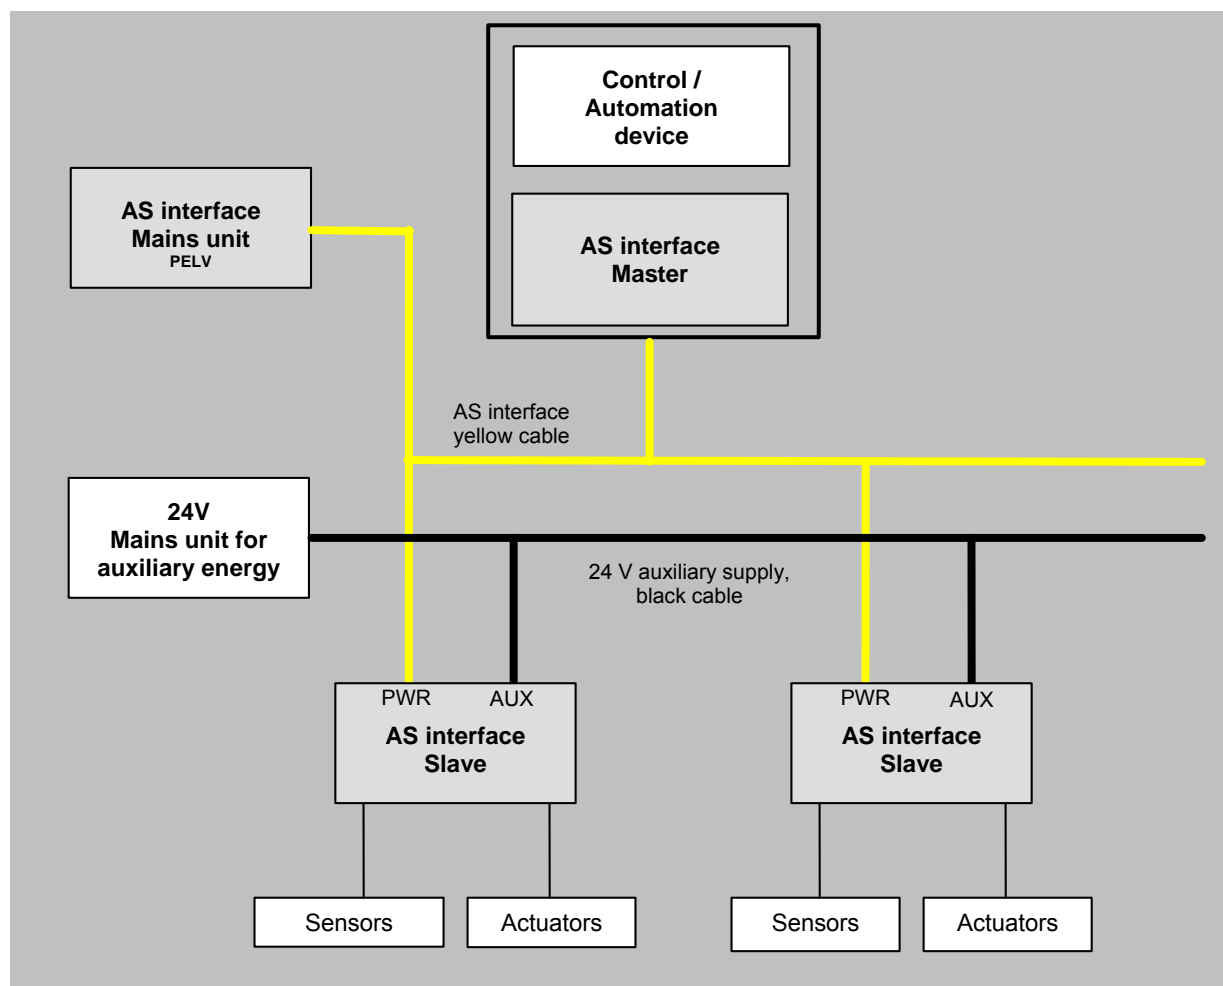 Control /
Automation
device
AS interface
Mains unit
PELV
AS interface
Master
AS interface
yellow cable
24V
Mains unit for
auxiliary energy
24 V auxiliary supply,
black cable
PWR AUX
AS interface
Slave
PWR AUX
AS interface
Slave
Sensors
Actuators
Sensors
Actuators